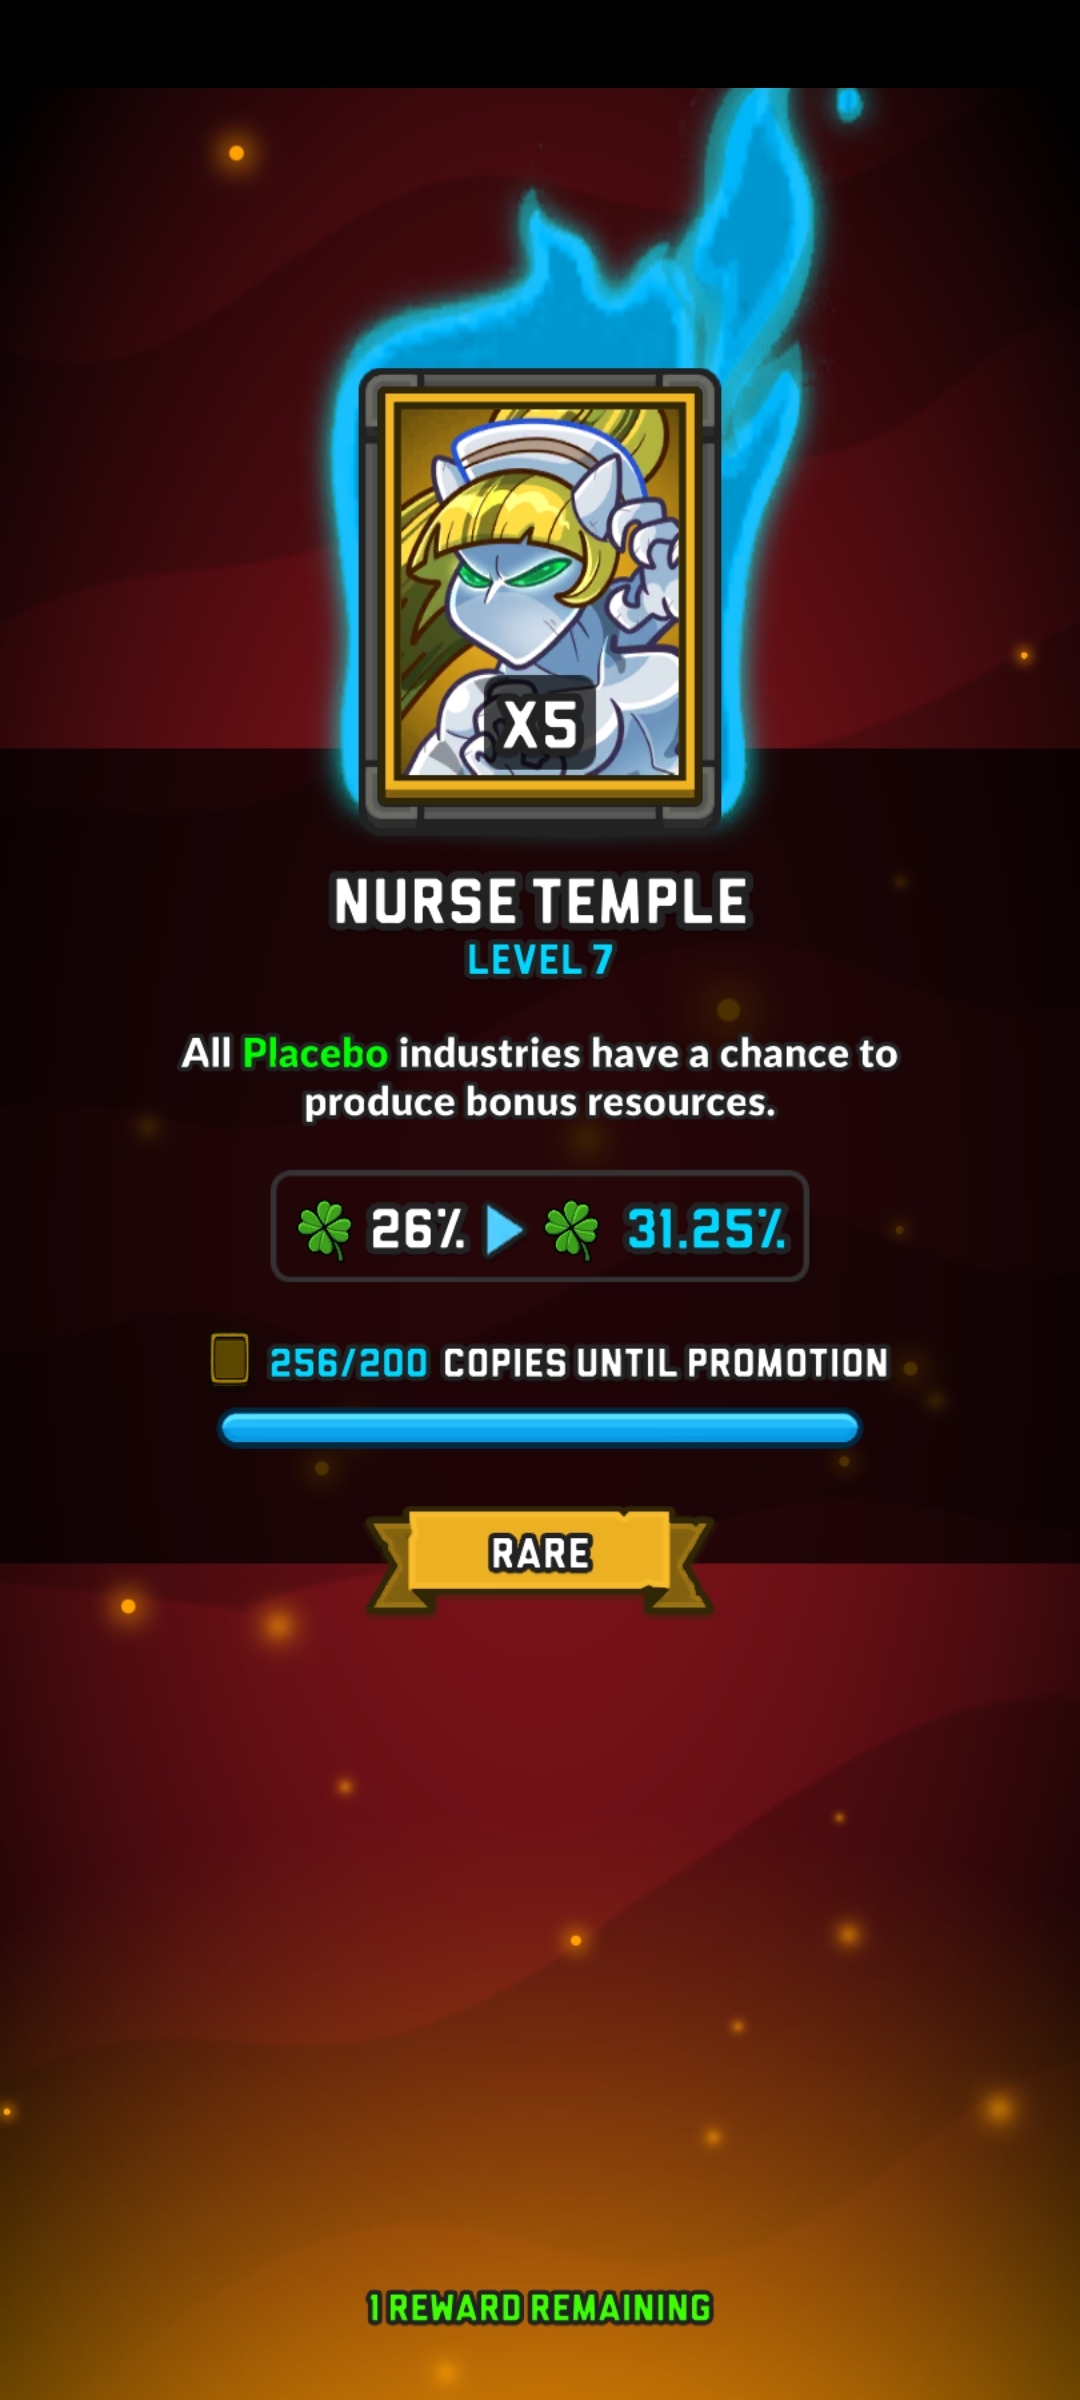 X5
NURSE TEMPLE
LEVEL 7
All Placebo industries have a chance to
produce bonus resources.
26% 31.25%
256/200 COPIES UNTIL PROMOTION
RARE
1 REWARD REMAINING